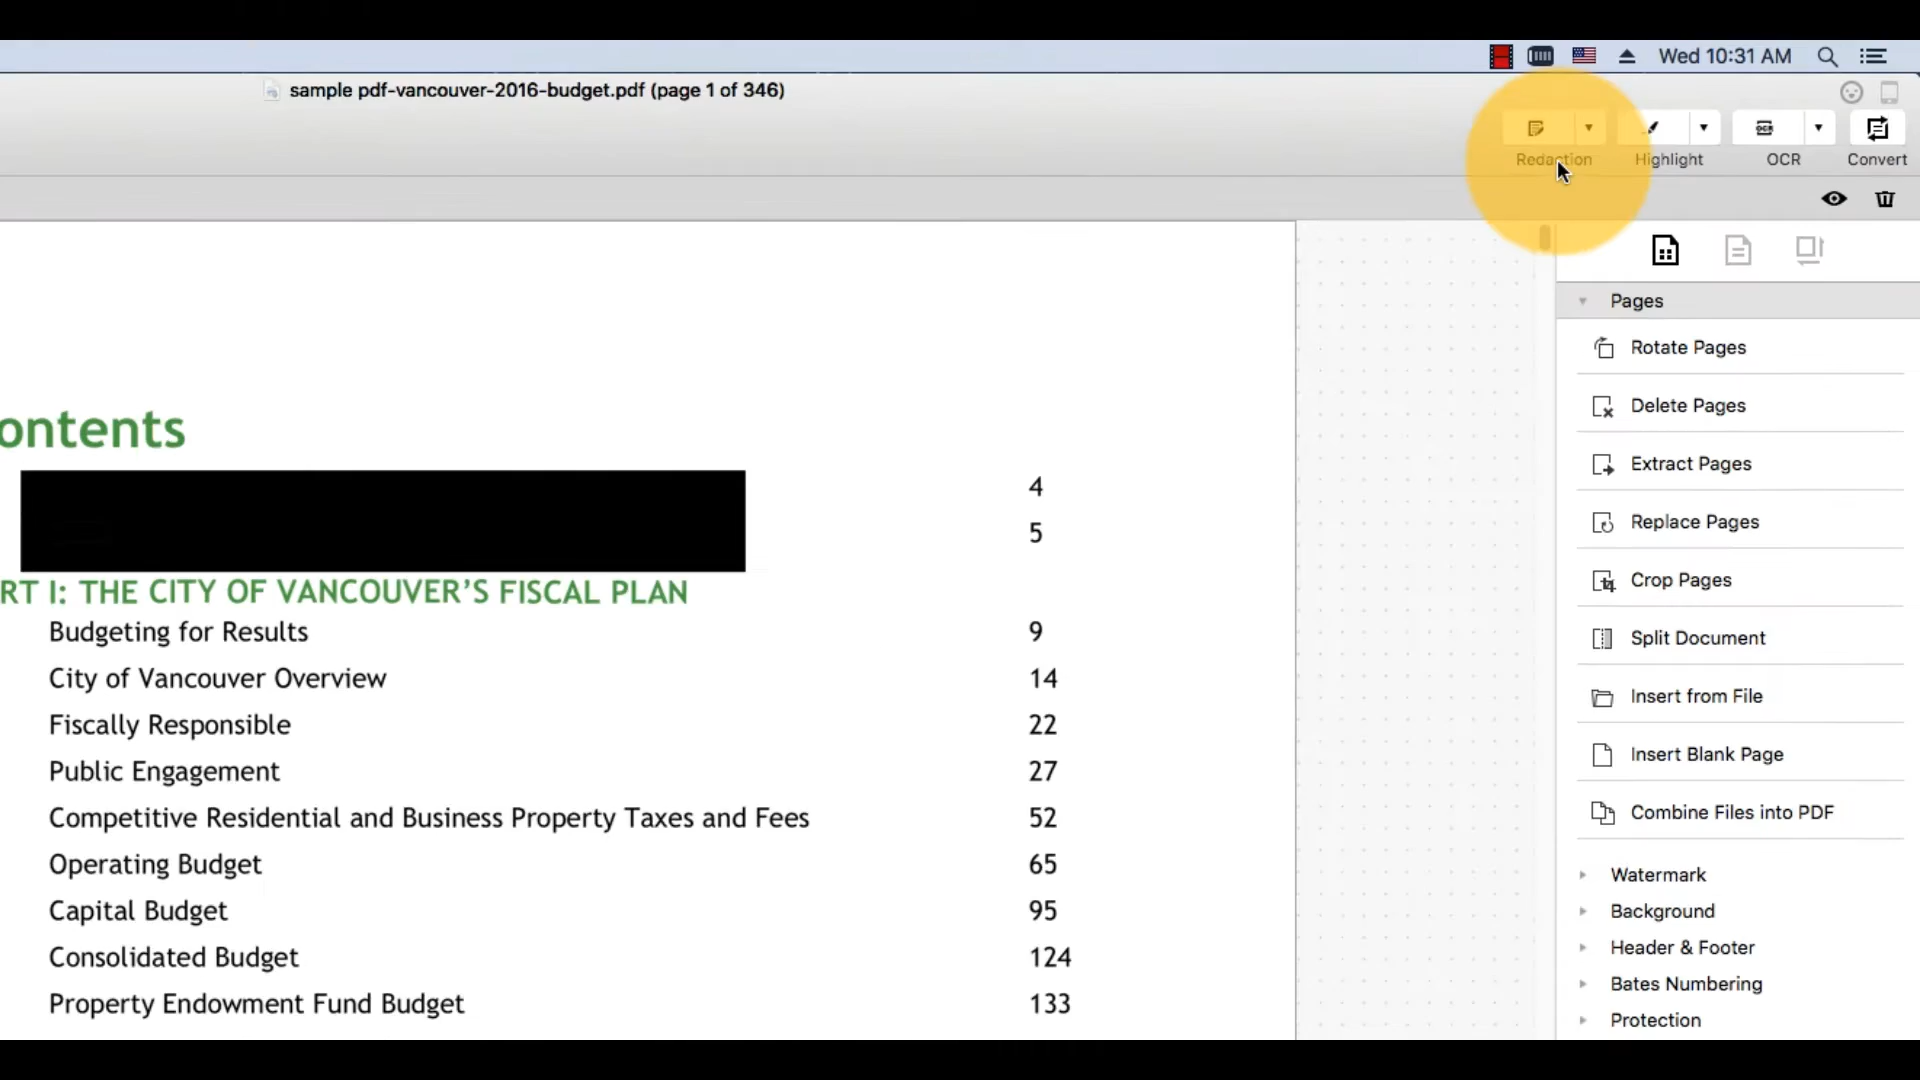 Wed 10:31 AM
sample pdf-vancouver-2016-budget.pdf (page 1 of 346)
OCR
Redaction
Highlight
OCR
Convert
Pages
Rotate Pages
Delete Pages
Extract Pages
Replace Pages
Crop Pages
Split Document
Insert from File
Insert Blank Page
Combine Files into PDF
Watermark
Background
Header & Footer
Bates Numbering
Protection
ontents
4
5
RT I: THE CITY OF VANCOUVER’S FISCAL PLAN
Budgeting for Results 9
City of Vancouver Overview 14
Fiscally Responsible 22
Public Engagement 27
Competitive Residential and Business Property Taxes and Fees 52
Operating Budget 65
Capital Budget 95
Consolidated Budget 124
Property Endowment Fund Budget 133